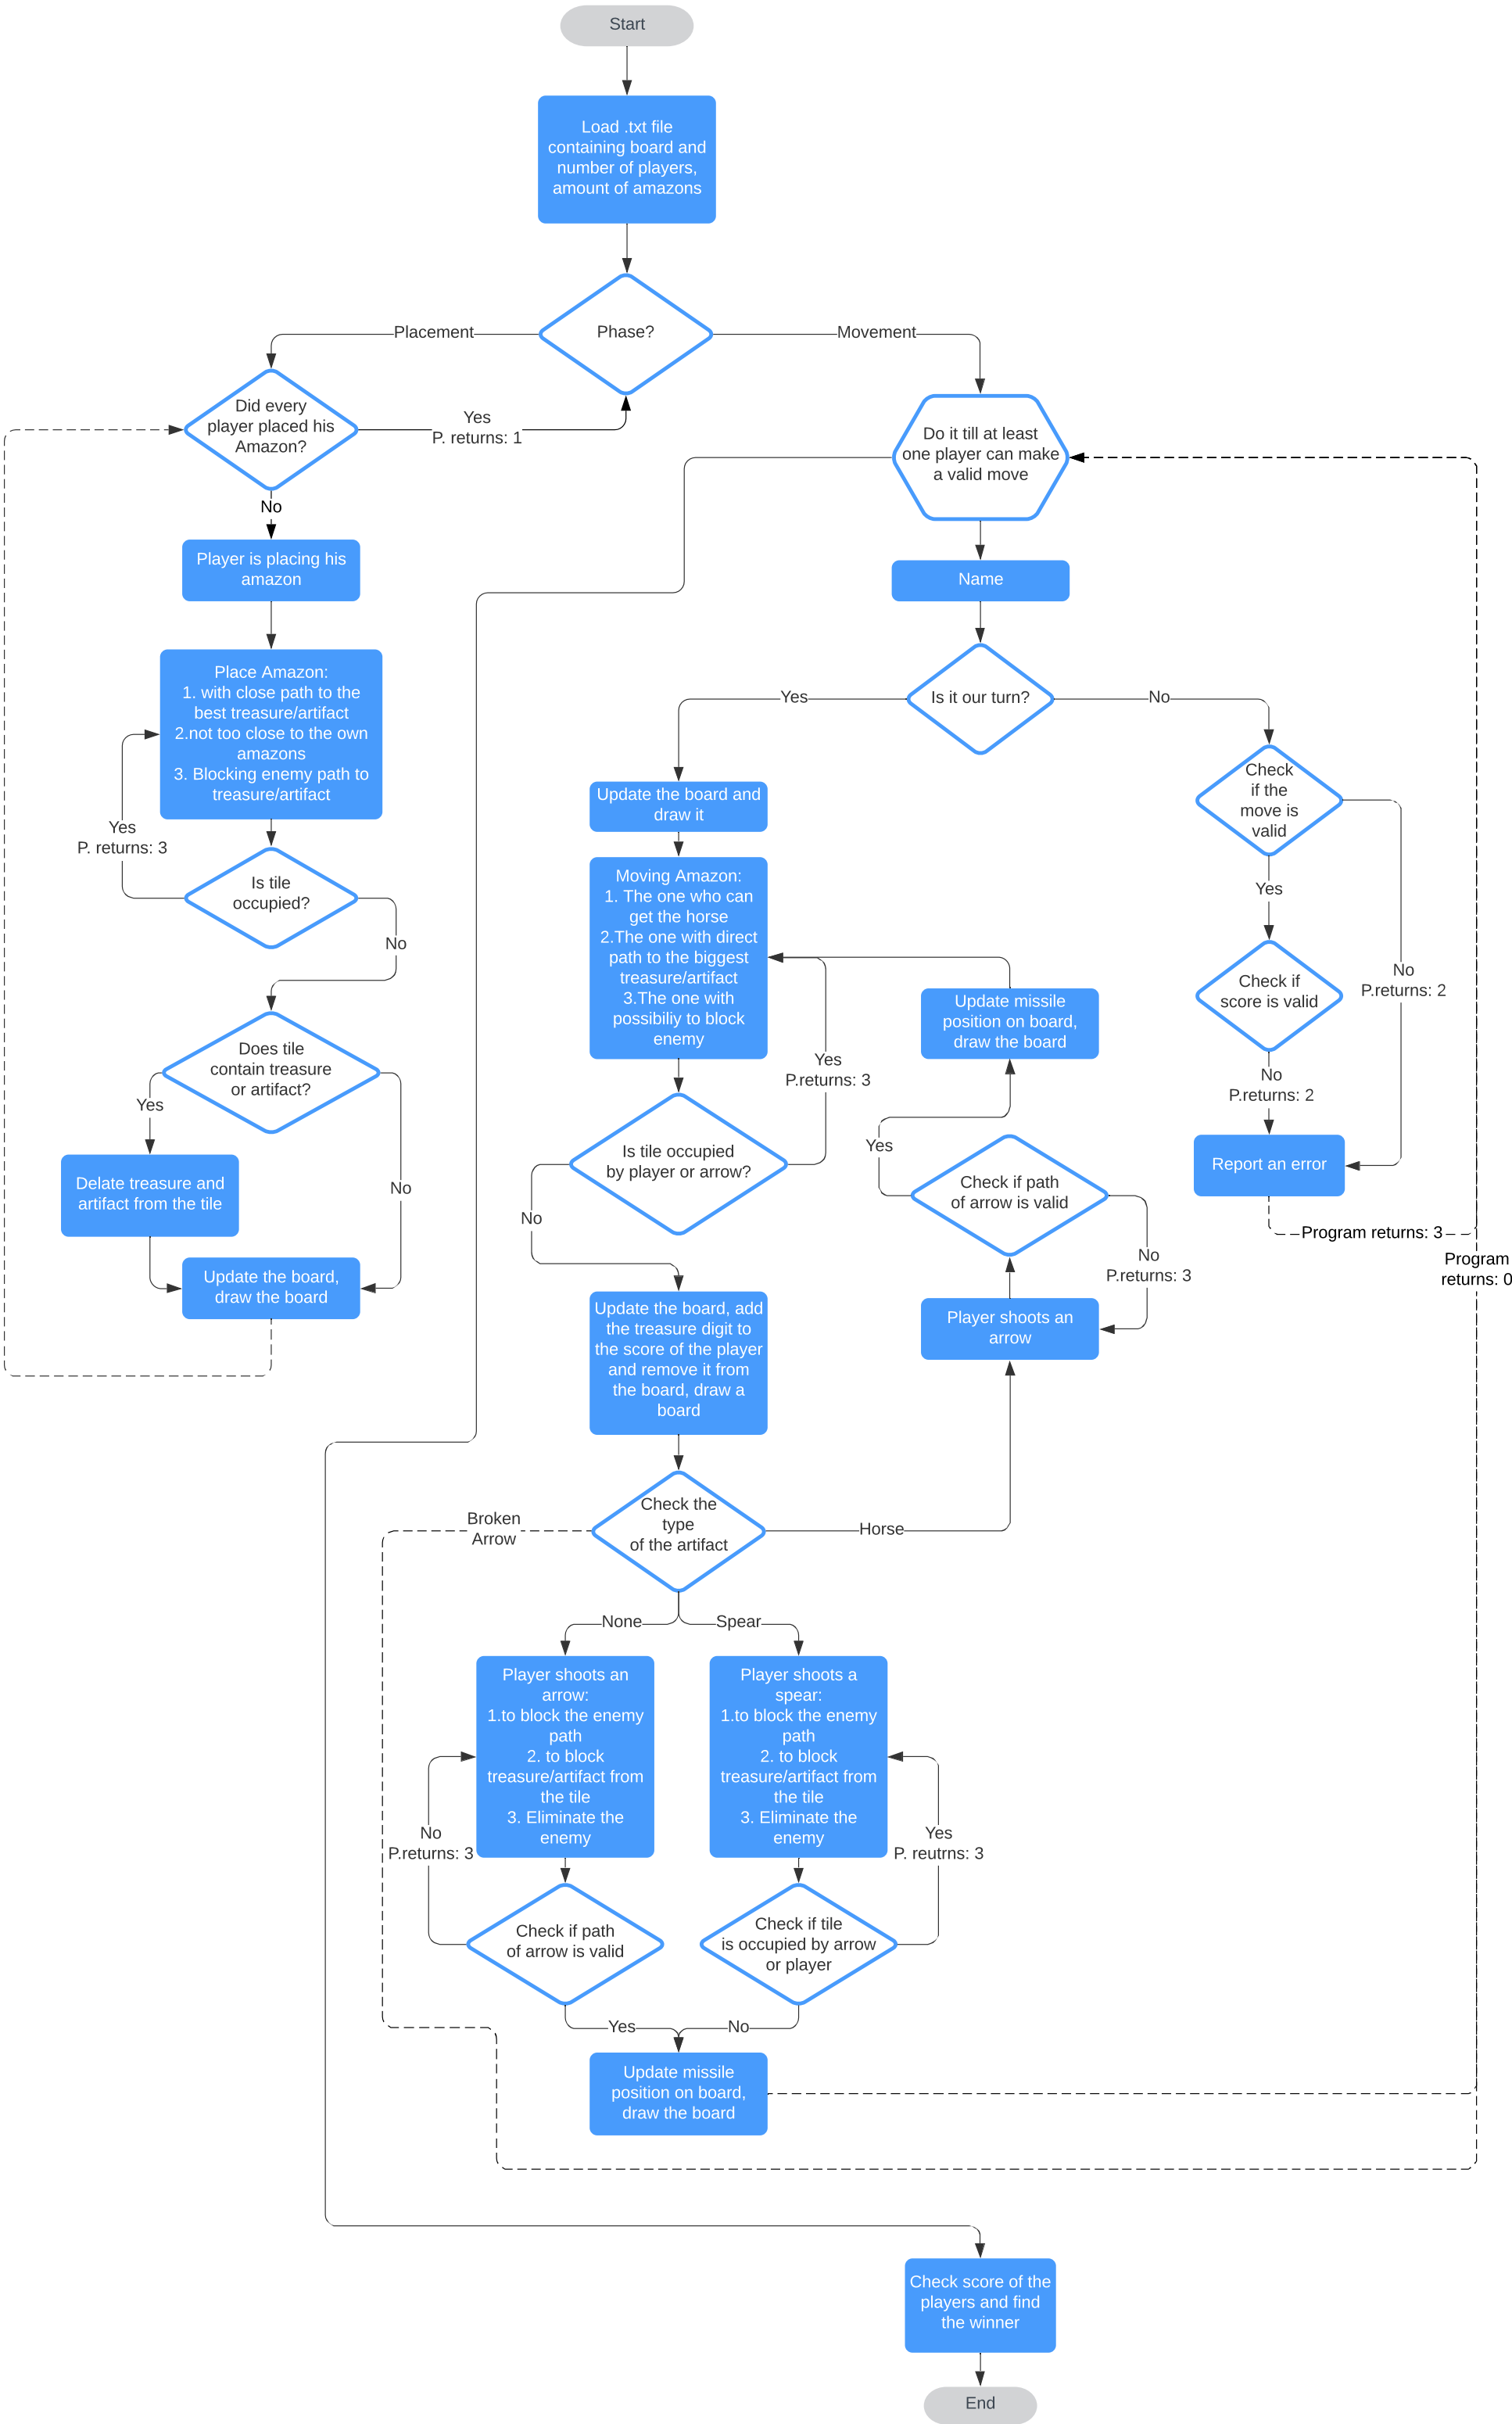 Start
Load .txt file
containing board and
number of players,
amount of amazons
Phase?
Placement
Movement
Did every
player placed his
Amazon?
Yes
P. returns: 1
Do it till at least
one player can make
a valid move
No
Player is placing his
amazon
Name
Place Amazon:
1. with close path to the
best treasure/artifact
2.not too close to the own
amazons
3. Blocking enemy path to
treasure/artifact
Yes
P. returns: 3
Is tile
occupied?
No
Does tile
contain treasure
or artifact?
Yes
No
Delate treasure and
artifact from the tile
Update the board,
draw the board
Is it our turn?
Yes
No
Update the board and
draw it
Moving Amazon:
1. The one who can
get the horse
2.The one with direct
path to the biggest
treasure/artifact
3.The one with
possibiliy to block
enemy
Yes
P.returns: 3
Is tile occupied
by player or arrow?
No
Update the board, add
the treasure digit to
the score of the player
and remove it from
the board, draw a
board
Check
if the
move is
valid
Yes
No
P.returns: 2
Check if
score is valid
No
P.returns: 2
Report an error
Program returns: 3
Program
returns: 0
Update missile
position on board,
draw the board
Yes
Check if path
of arrow is valid
No
P.returns: 3
Player shoots an
arrow
Check the
type
of the artifact
Broken
Arrow
Horse
None
Spear
Player shoots an
arrow:
1.to block the enemy
path
2. to block
treasure/artifact from
the tile
3. Eliminate the
enemy
Player shoots a
spear:
1.to block the enemy
path
2. to block
treasure/artifact from
the tile
3. Eliminate the
enemy
No
P.returns: 3
Yes
P. reutrns: 3
Check if path
of arrow is valid
Check if tile
is occupied by arrow
or player
Yes
No
Update missile
position on board,
draw the board
Check score of the
players and find
the winner
End